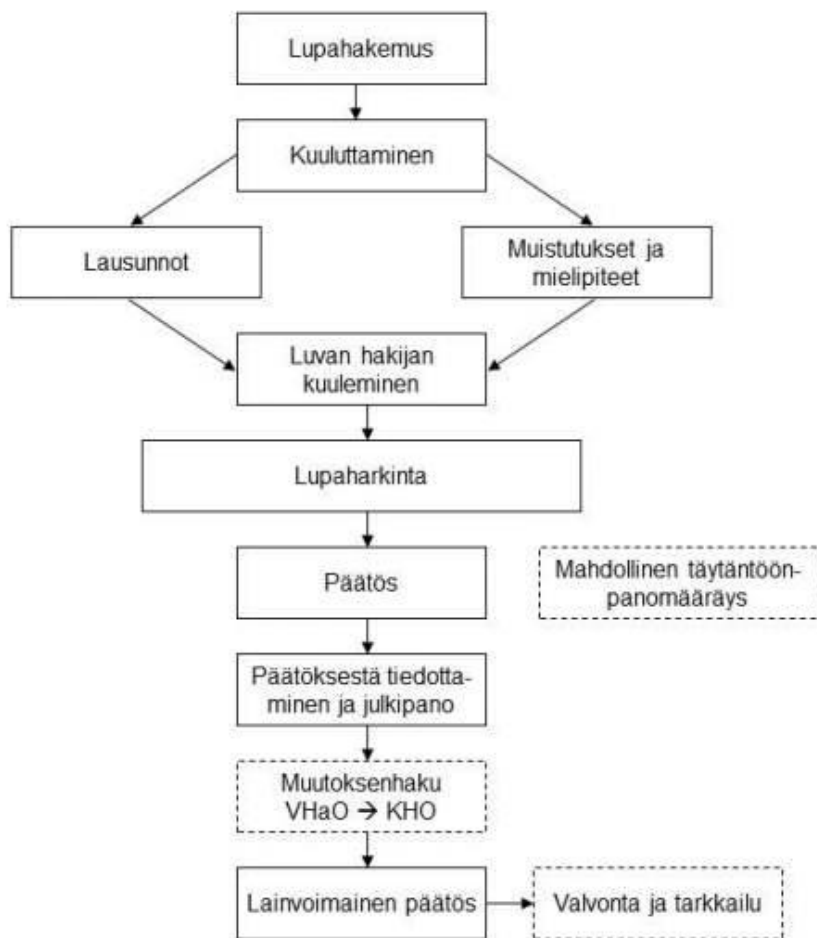 Lupahakemus
Kuuluttaminen
Lausunnot
Muistutukset ja
mielipiteet
Luvan hakijan
kuuleminen
Lupaharkinta
Päätös
Mahdollinen täytäntöön-
panomääräys
Päätöksestä tiedotta-
minen ja julkipano
Muutoksenhaku
VHaO → KHO
Lainvoimainen päätös
Valvonta ja tarkkailu